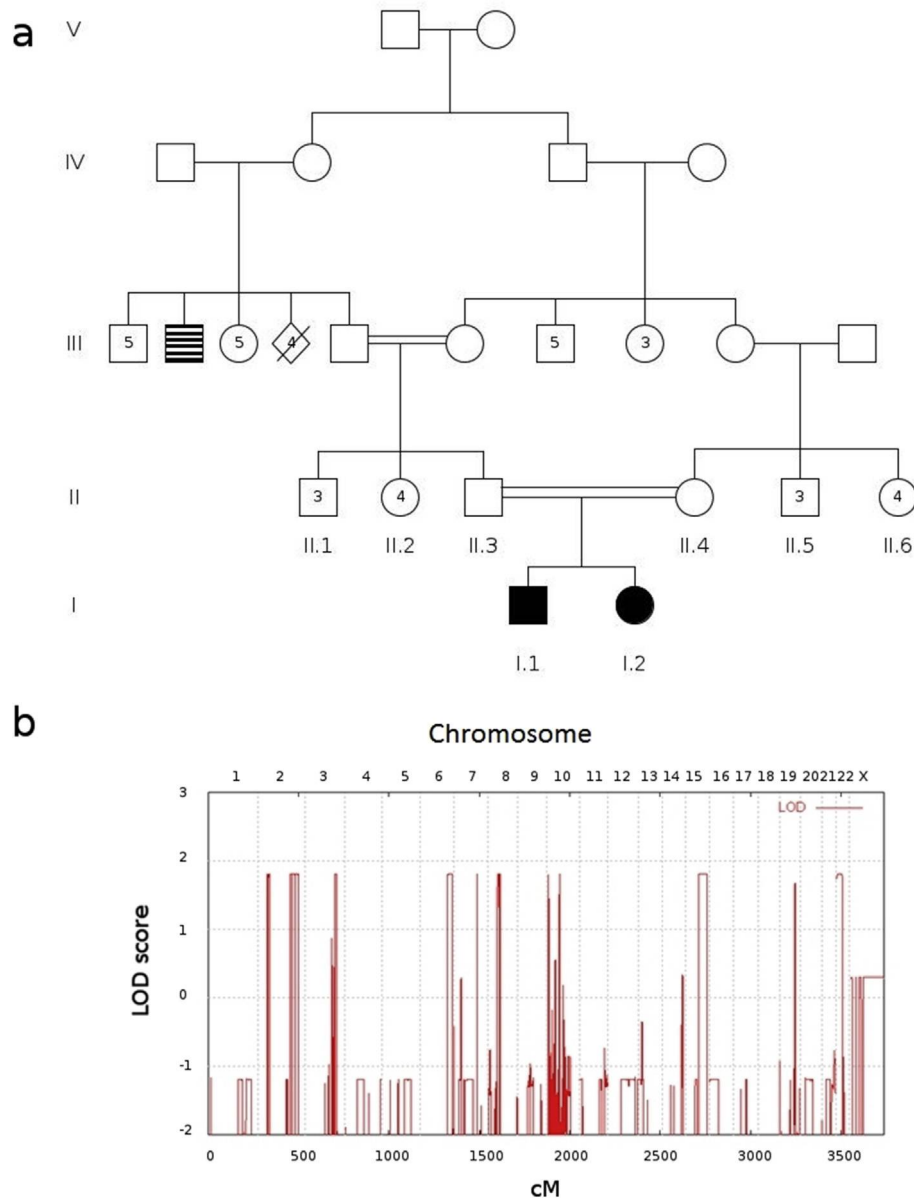 a
V
IV
III
5
5
4
5
3
II
3
4
3
4
II.1 II.2 II.3 II.4 II.5 II.6
I
I.1 I.2
b
Chromosome
1 2 3 4 5 6 7 8 9 10 11 12 13 14 15 16 17 18 19 202122 X
LOD
3
2
1
0
-1
-2
LOD score
0 500 1000 1500 2000 2500 3000 3500
cM